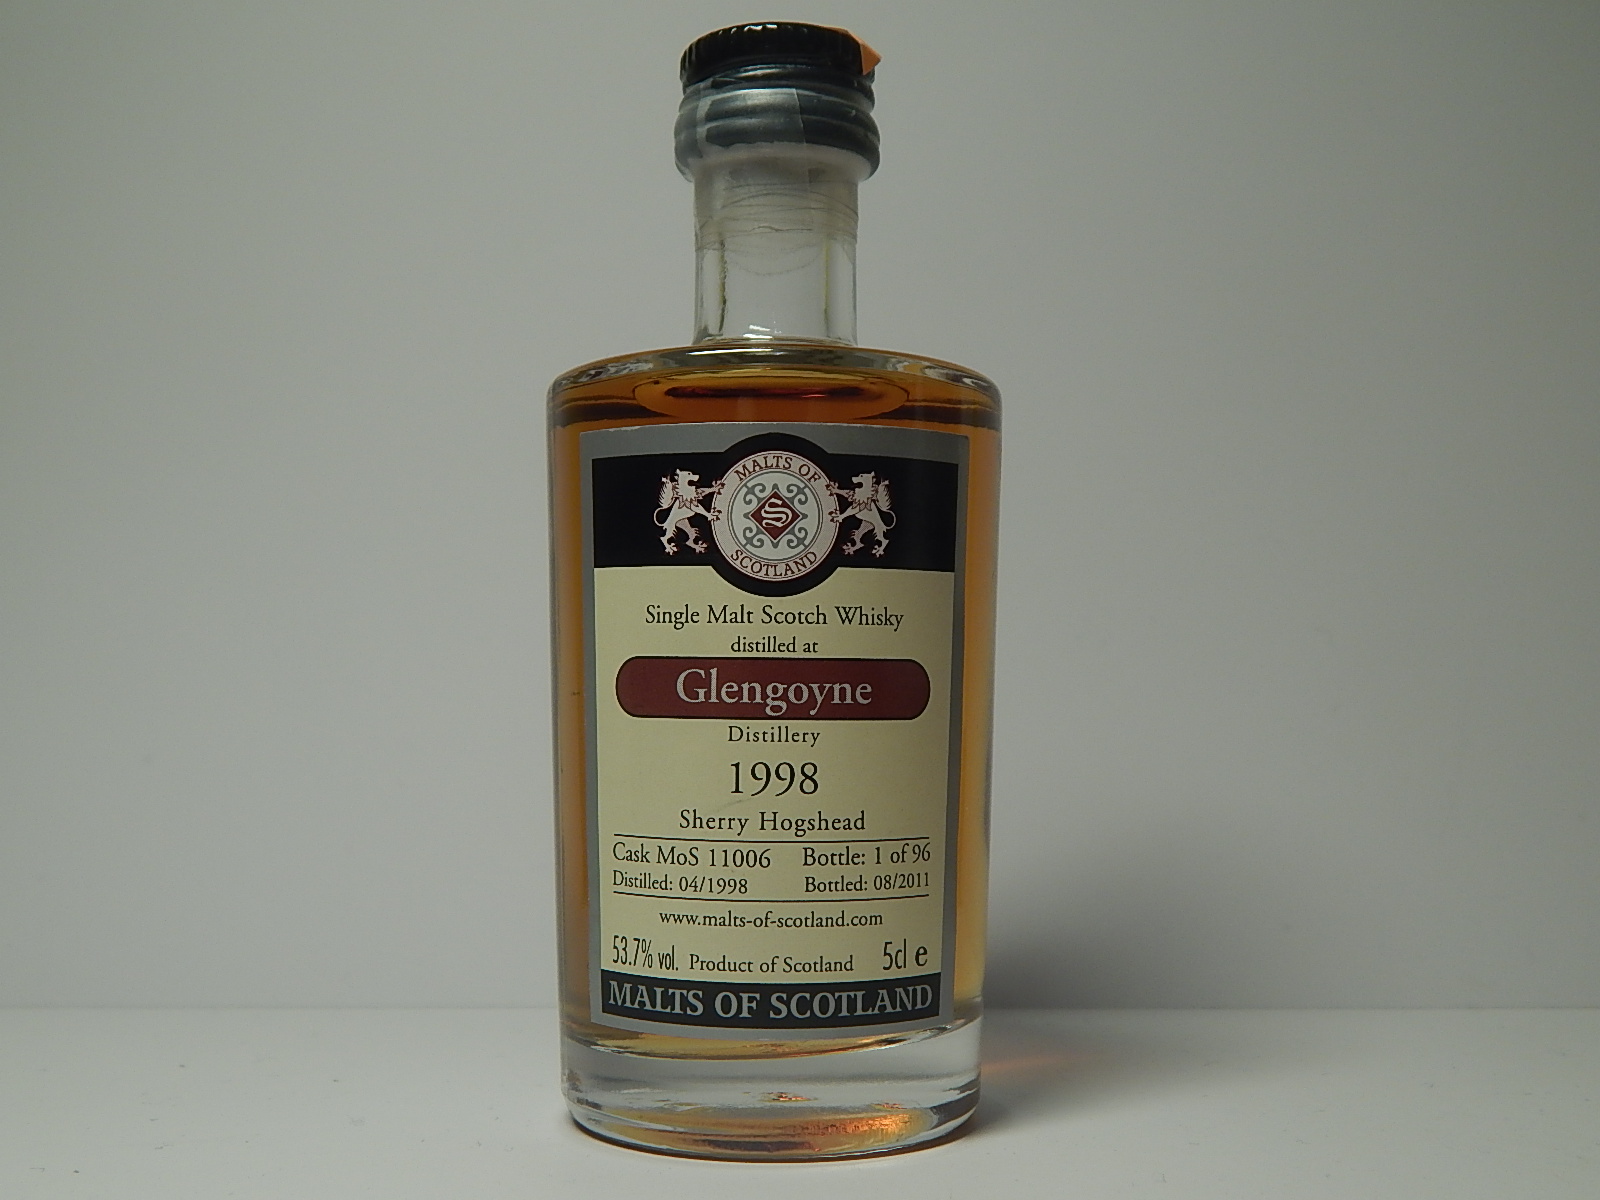 MALTS OF
S
SCOTLAND
Single Malt Scotch Whisky
distilled at
Glengoyne
Distillery
1998
Sherry Hogshead
Cask MoS 11006 Bottle: 1 of 96
Distilled: 04/1998 Bottled: 08/2011
www.malts-of-scotland.com
53.7% vol. Product of Scotland 5cl e
MALTS OF SCOTLAND